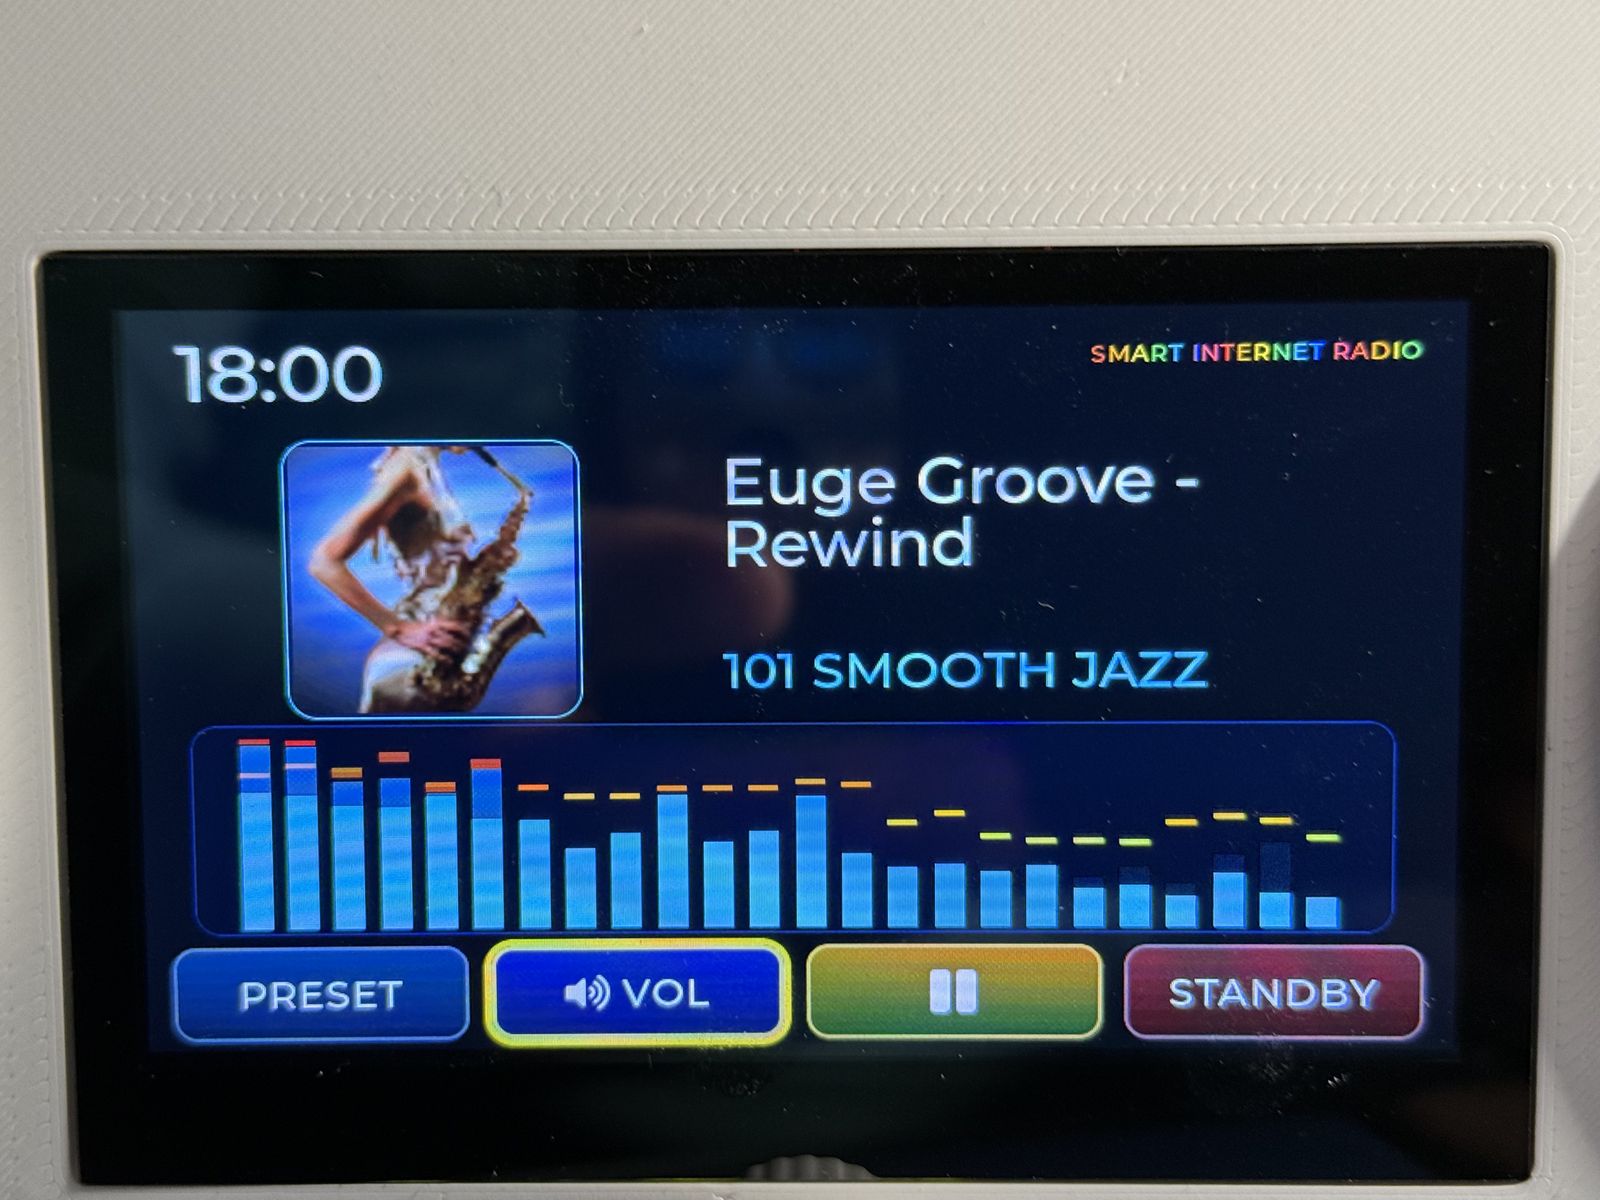 18:00
SMART INTERNET RADIO
Euge Groove -
Rewind
101 SMOOTH JAZZ
PRESET
VOL
STANDBY